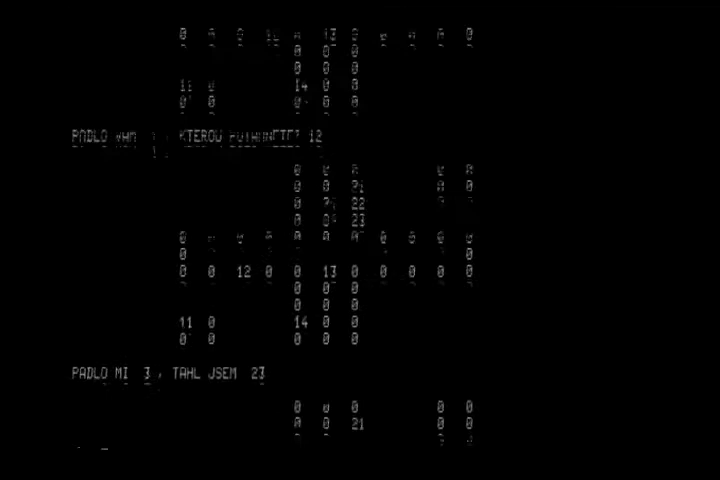 0 0 0 0 13 0 0 0 0 0
0 0 0
0 0 0
11 0 14 0 0
0 0 0 0 0
PADLO VAM , KTEROU POTAHNETE? 12
0 0 0 0 0
0 0 21 0 0
0 22
0 0 23
0 0 0 0 0 0 0 0 0 0 0
0 0
0 0 12 0 0 13 0 0 0 0 0
0 0 0
0 0 0
11 0 14 0 0
0 0 0 0 0
PADLO MI 3 , TAHL JSEM 23
0 0 0 0 0
0 0 21 0 0